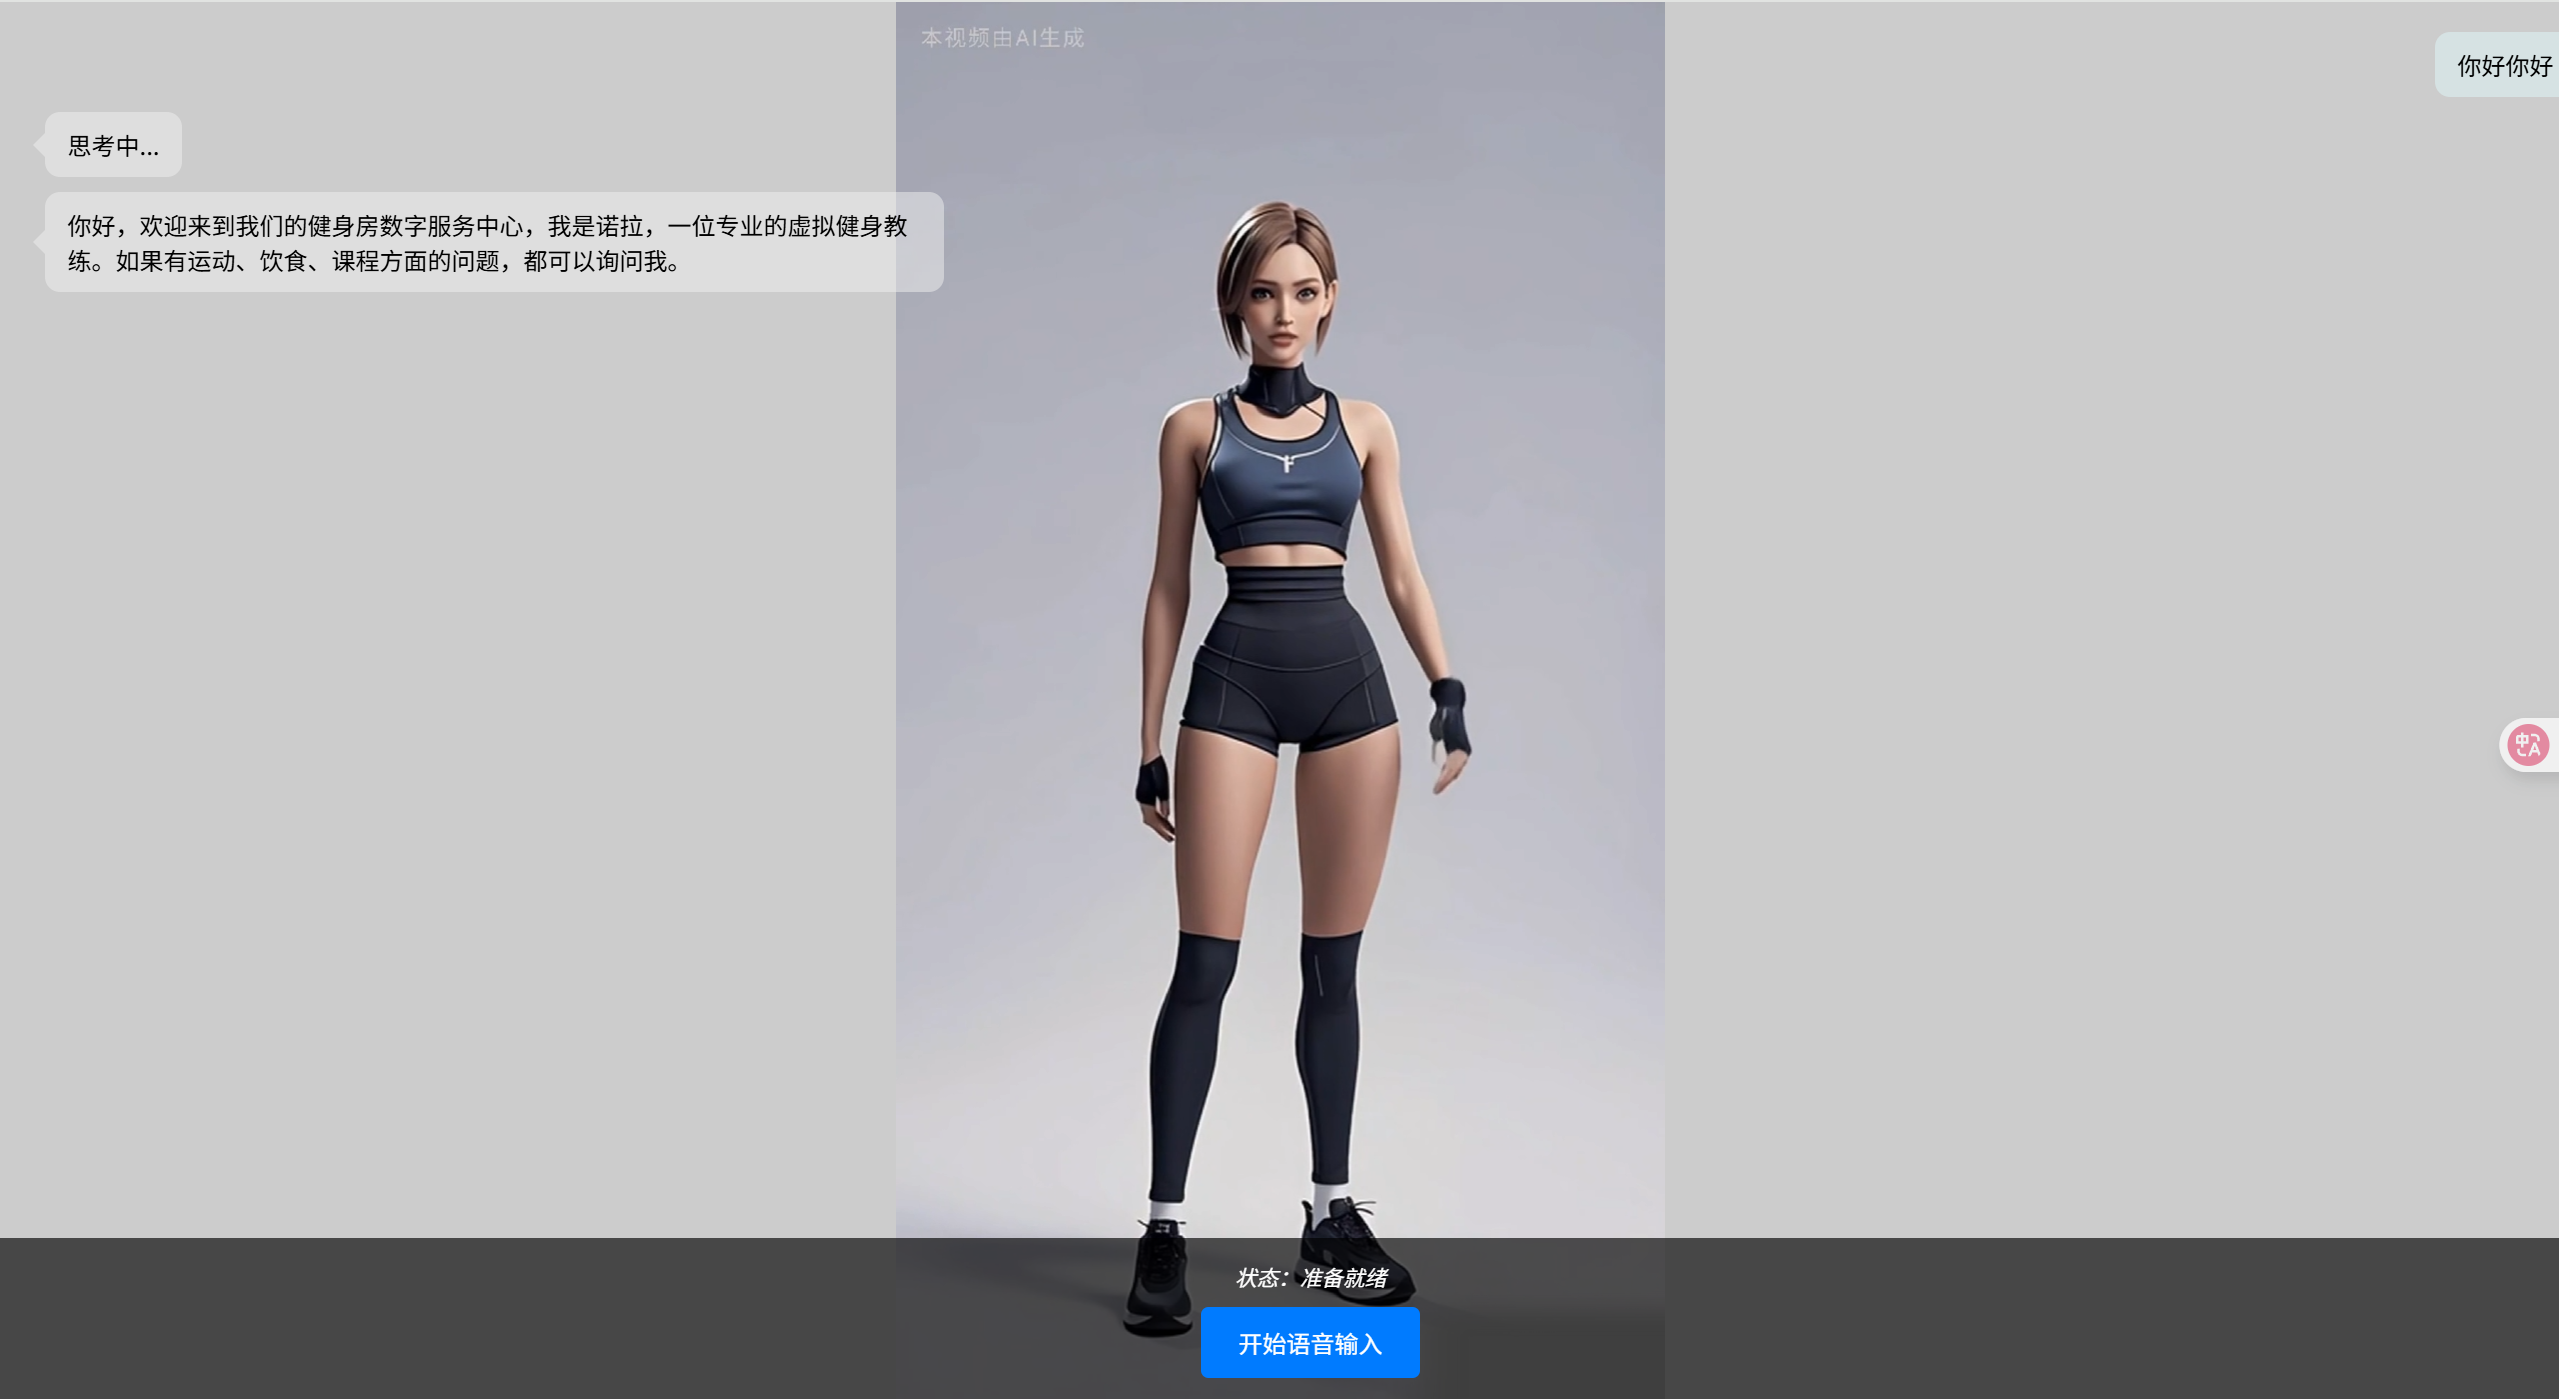 本视频由AI生成
你好你好
思考中...
你好，欢迎来到我们的健身房数字服务中心，我是诺拉，一位专业的虚拟健身教
练。如果有运动、饮食、课程方面的问题，都可以询问我。
F
中A
状态：准备就绪
开始语音输入